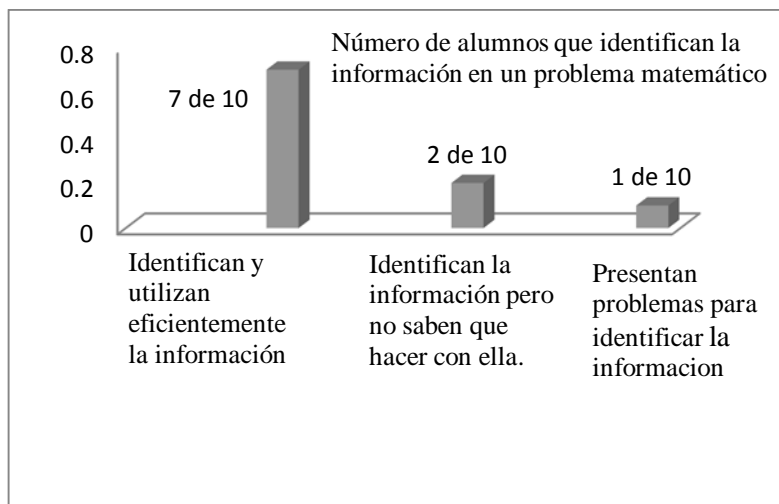 Número de alumnos que identifican la
información en un problema matemático
0.8
0.6
0.4
0.2
0
7 de 10
2 de 10
1 de 10
Identifican y
utilizan
eficientemente
la información
Identifican la
información pero
no saben que
hacer con ella.
Presentan
problemas para
identificar la
informacion